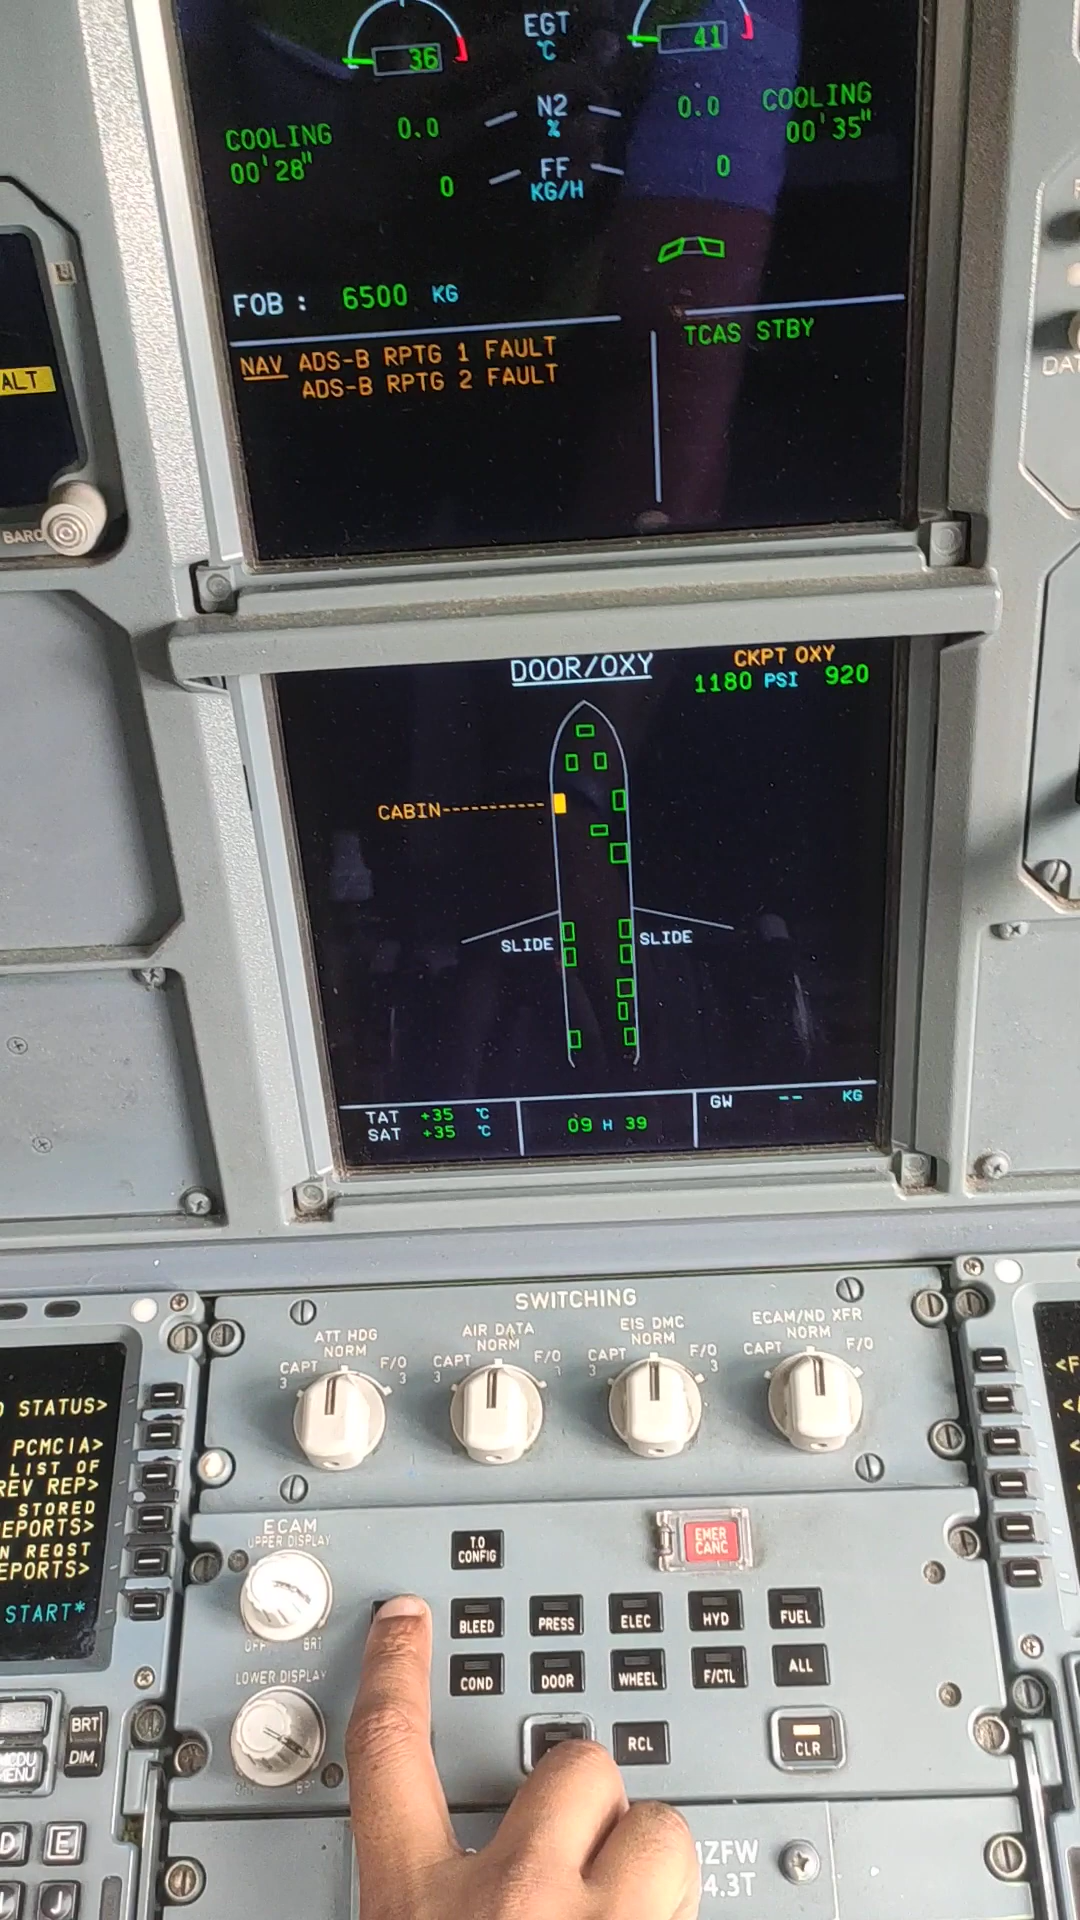 36 EGT 41
°C
COOLING 0.0 N2 0.0 COOLING
00'28" % 00'35"
0 FF 0
KG/H
FOB : 6500 KG
NAV ADS-B RPTG 1 FAULT
ADS-B RPTG 2 FAULT
TCAS STBY
ALT
BARO
DAT
DOOR/OXY
CKPT OXY
1180 PSI 920
CABIN-----------
SLIDE SLIDE
TAT +35 °C
SAT +35 °C
09 H 39
GW -- KG
SWITCHING
ATT HDG
NORM
CAPT F/O
3 3
AIR DATA
NORM
CAPT F/O
3
EIS DMC
NORM
CAPT F/O
3 3
ECAM/ND XFR
NORM
CAPT F/O
STATUS>
PCMCIA>
LIST OF
REV REP>
STORED
EPORTS>
REQST
EPORTS>
START*
<F
ECAM
UPPER DISPLAY
OFF BRT
LOWER DISPLAY
T.O
CONFIG
EMER
CANC
BLEED PRESS ELEC HYD FUEL
COND DOOR WHEEL F/CTL ALL
RCL CLR
BRT
DIM
MCDU
MENU
D E
J
MZFW
4.3T